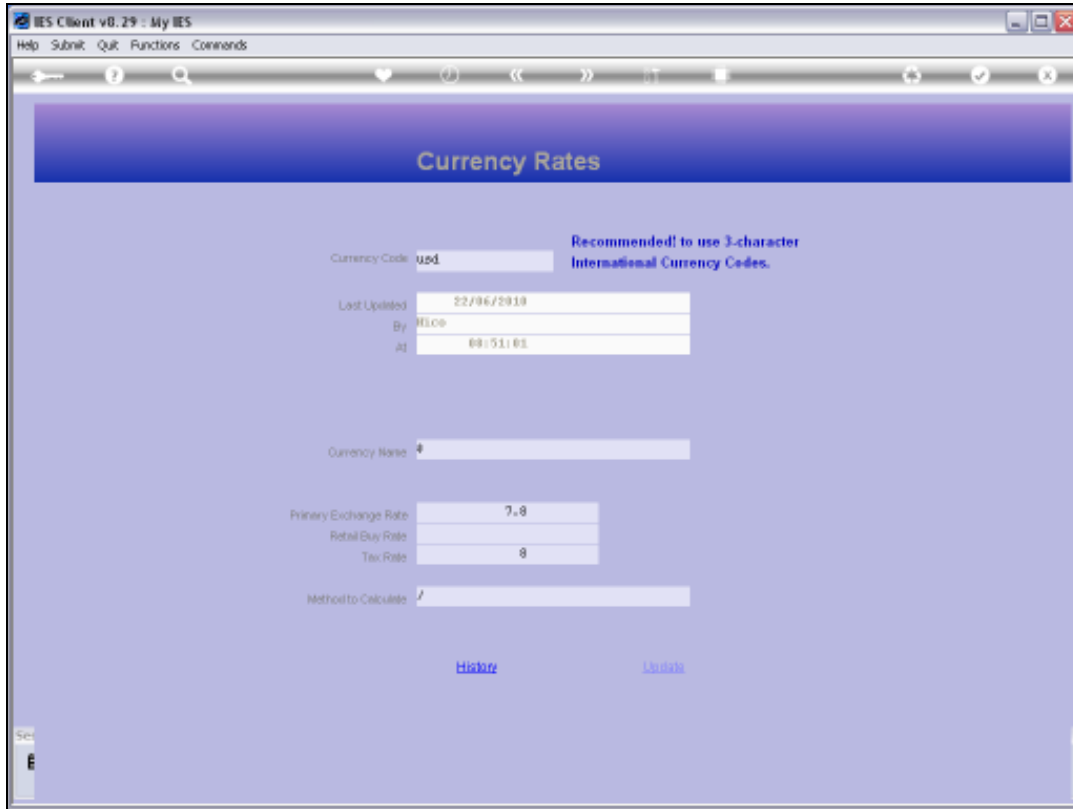 IES Client v8.29 : My IES
Help Submit Quit Functions Commands
Currency Rates
Recommended! to use 3-character
International Currency Codes.
Currency Code usd
Last Updated 22/06/2010
By Nico
At 08:51:01
Currency Name
Primary Exchange Rate 7.8
Retail Buy Rate
Tax Rate 8
Method to Calculate /
History Update